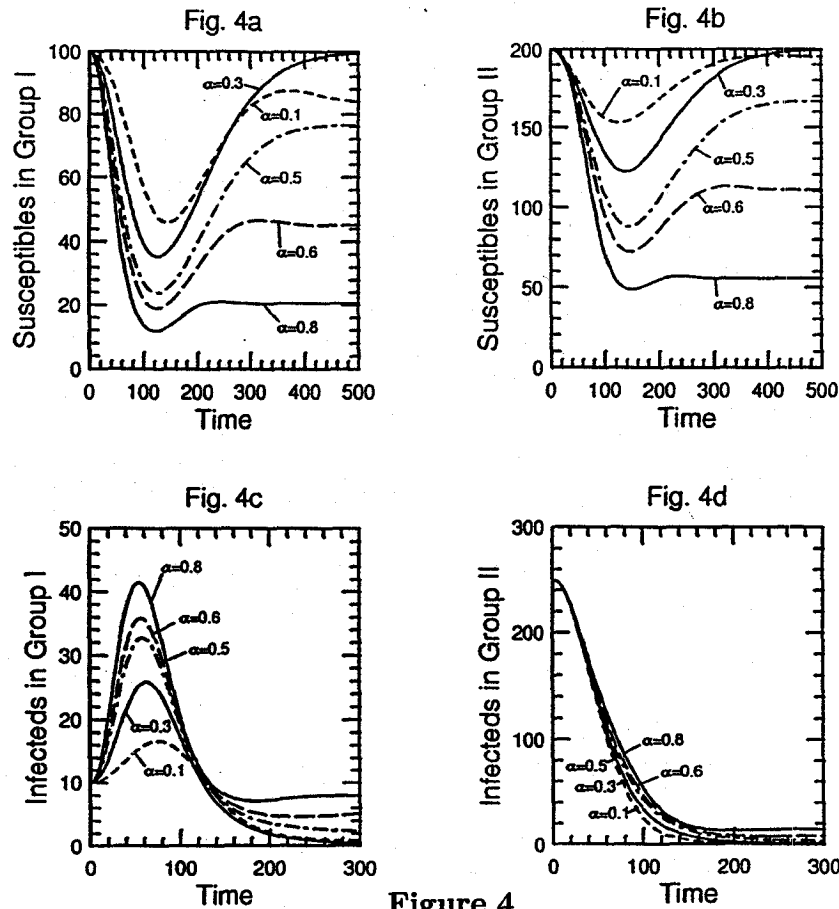 Fig. 4a
Susceptibles in Group I
100
80
60
40
20
0
α=0.3
α=0.1
α=0.5
α=0.6
α=0.8
0 100 200 300 400 500
Time
Fig. 4b
Susceptibles in Group II
200
150
100
50
0
α=0.1
α=0.3
α=0.5
α=0.6
α=0.8
0 100 200 300 400 500
Time
Fig. 4c
Infecteds in Group I
50
40
30
20
10
0
α=0.8
α=0.6
α=0.5
α=0.3
α=0.1
0 100 200 300
Time
Fig. 4d
Infecteds in Group II
300
200
100
0
α=0.8
α=0.5
α=0.6
α=0.3
α=0.1
0 100 200 300
Time
Figure 4